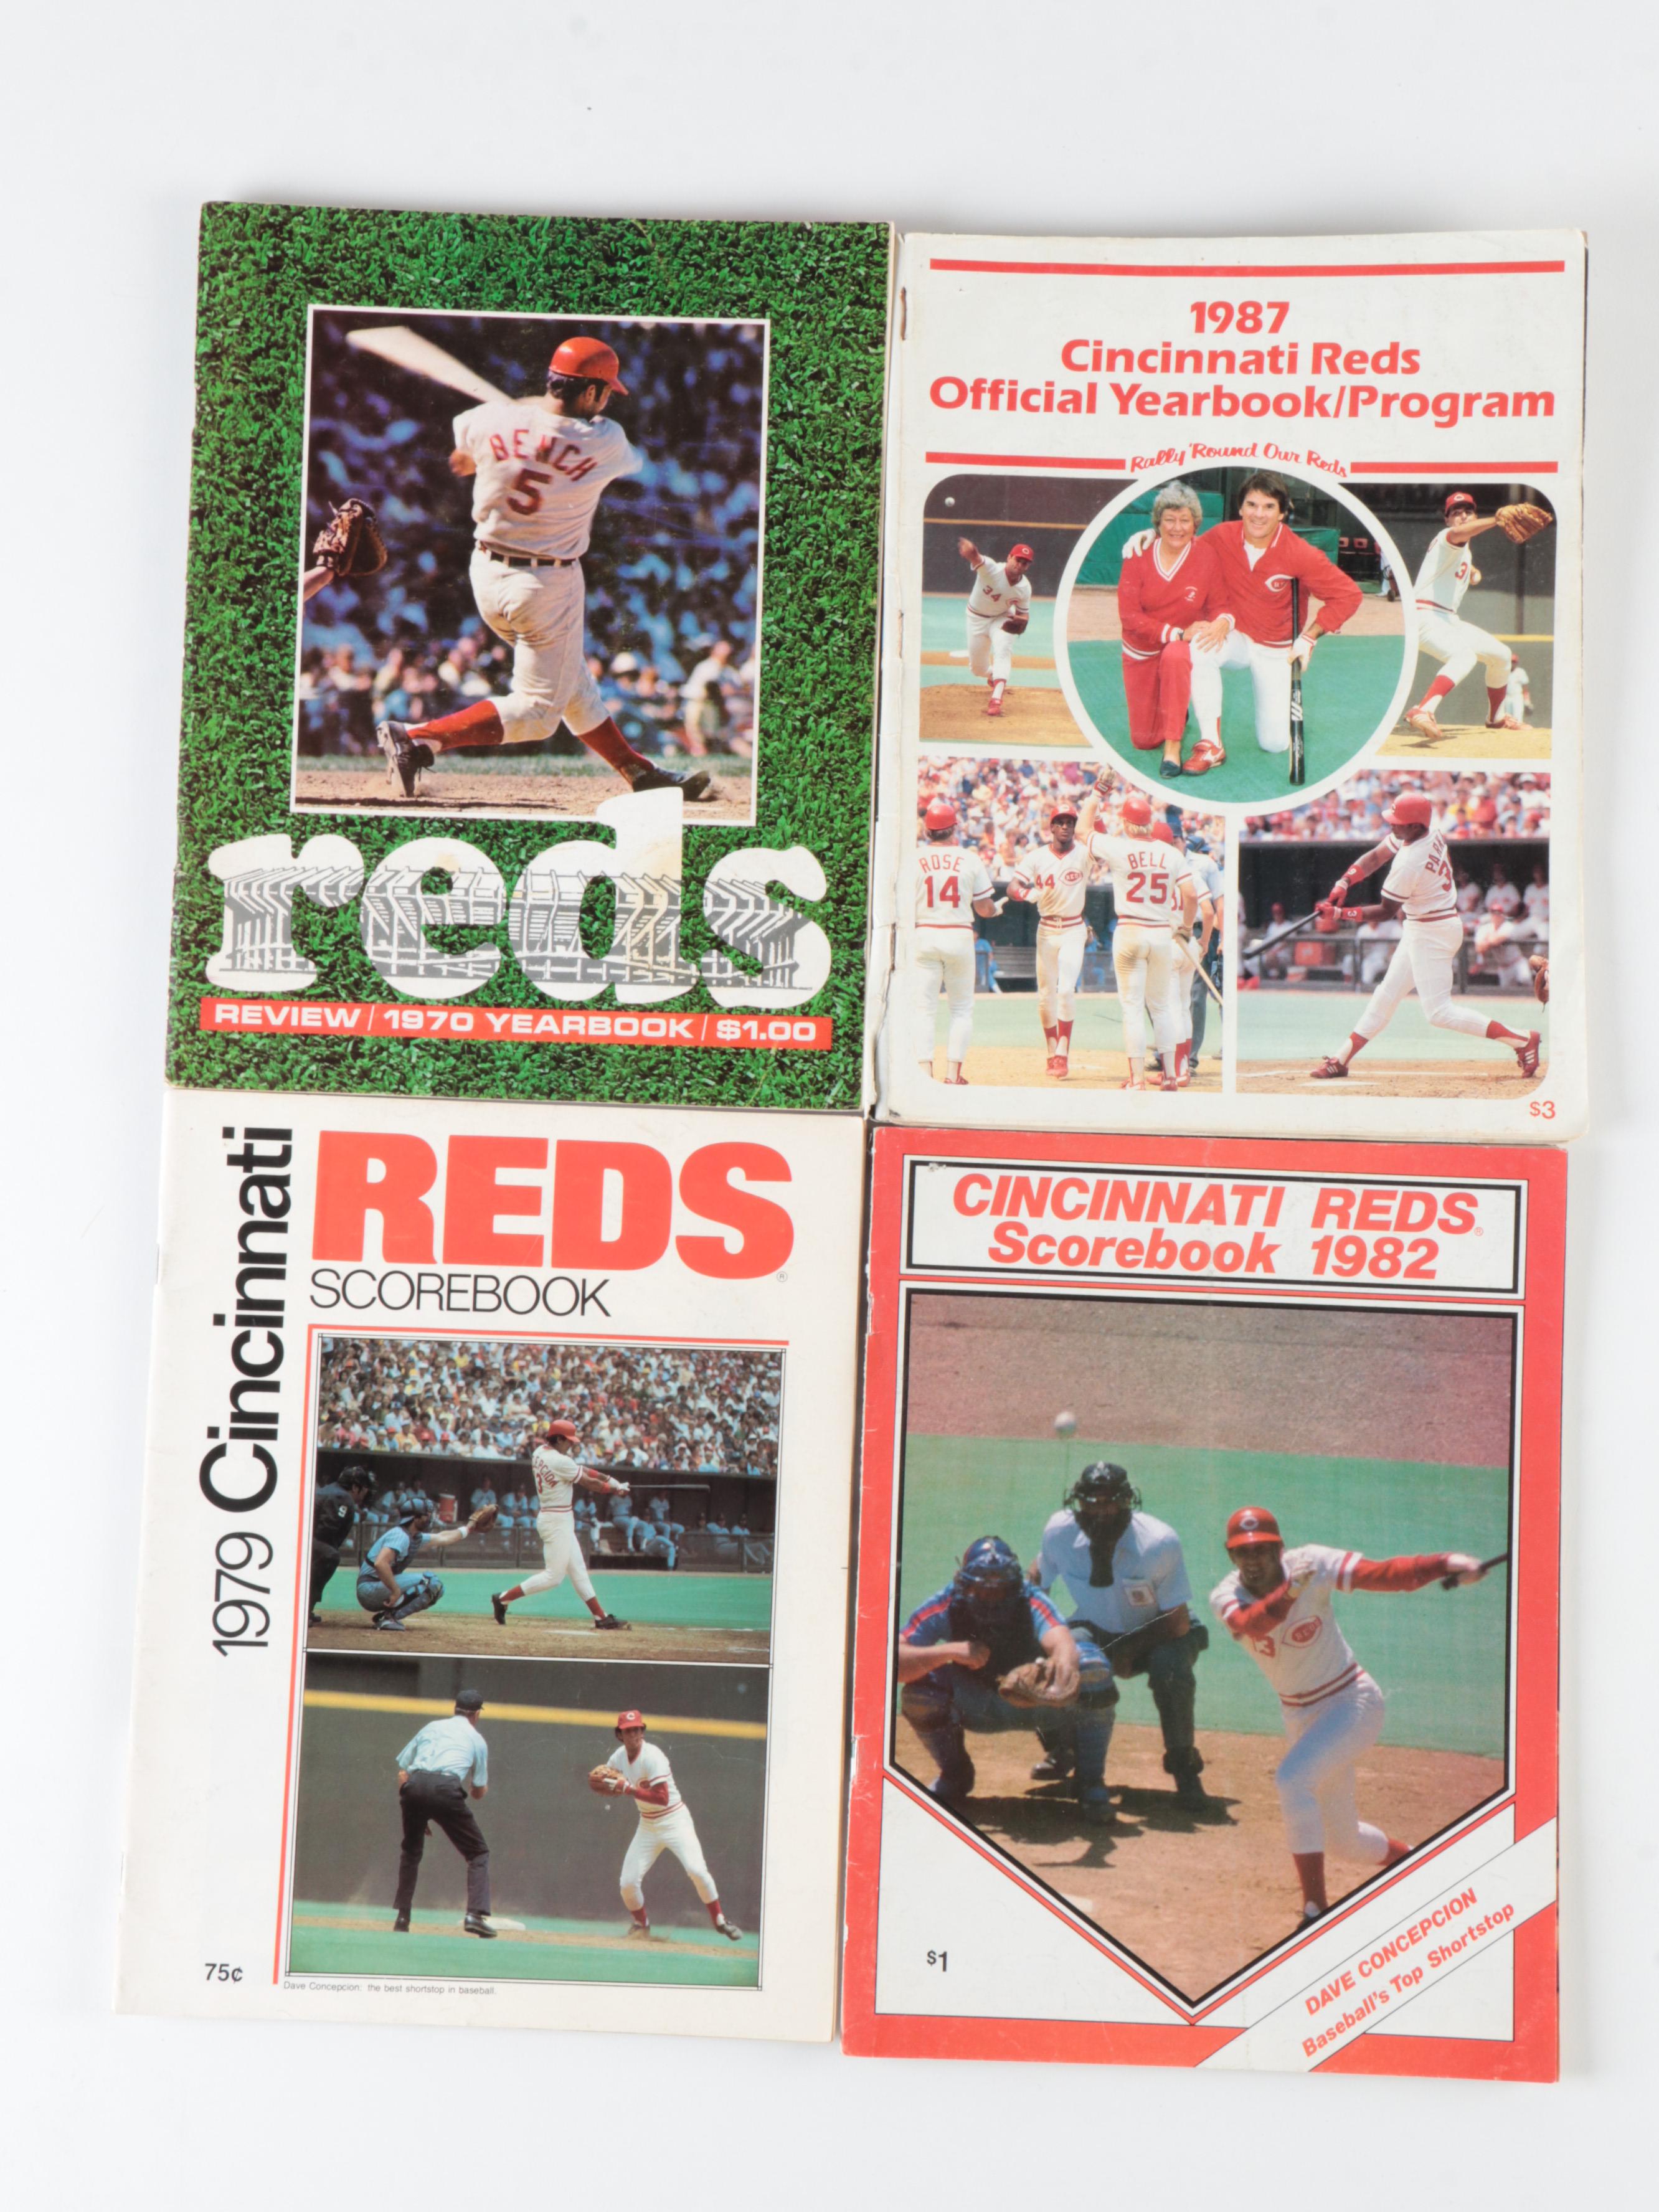 BENCH
5
reds
REVIEW / 1970 YEARBOOK / $1.00
1987
Cincinnati Reds
Official Yearbook/Program
Rally 'Round Our Reds
34
ROSE
14
44
BELL
25
$3
1979 Cincinnati
REDS®
SCOREBOOK
75¢
Dave Concepcion: the best shortstop in baseball.
CINCINNATI REDS®
Scorebook 1982
13
$1
DAVE CONCEPCION
Baseball's Top Shortstop